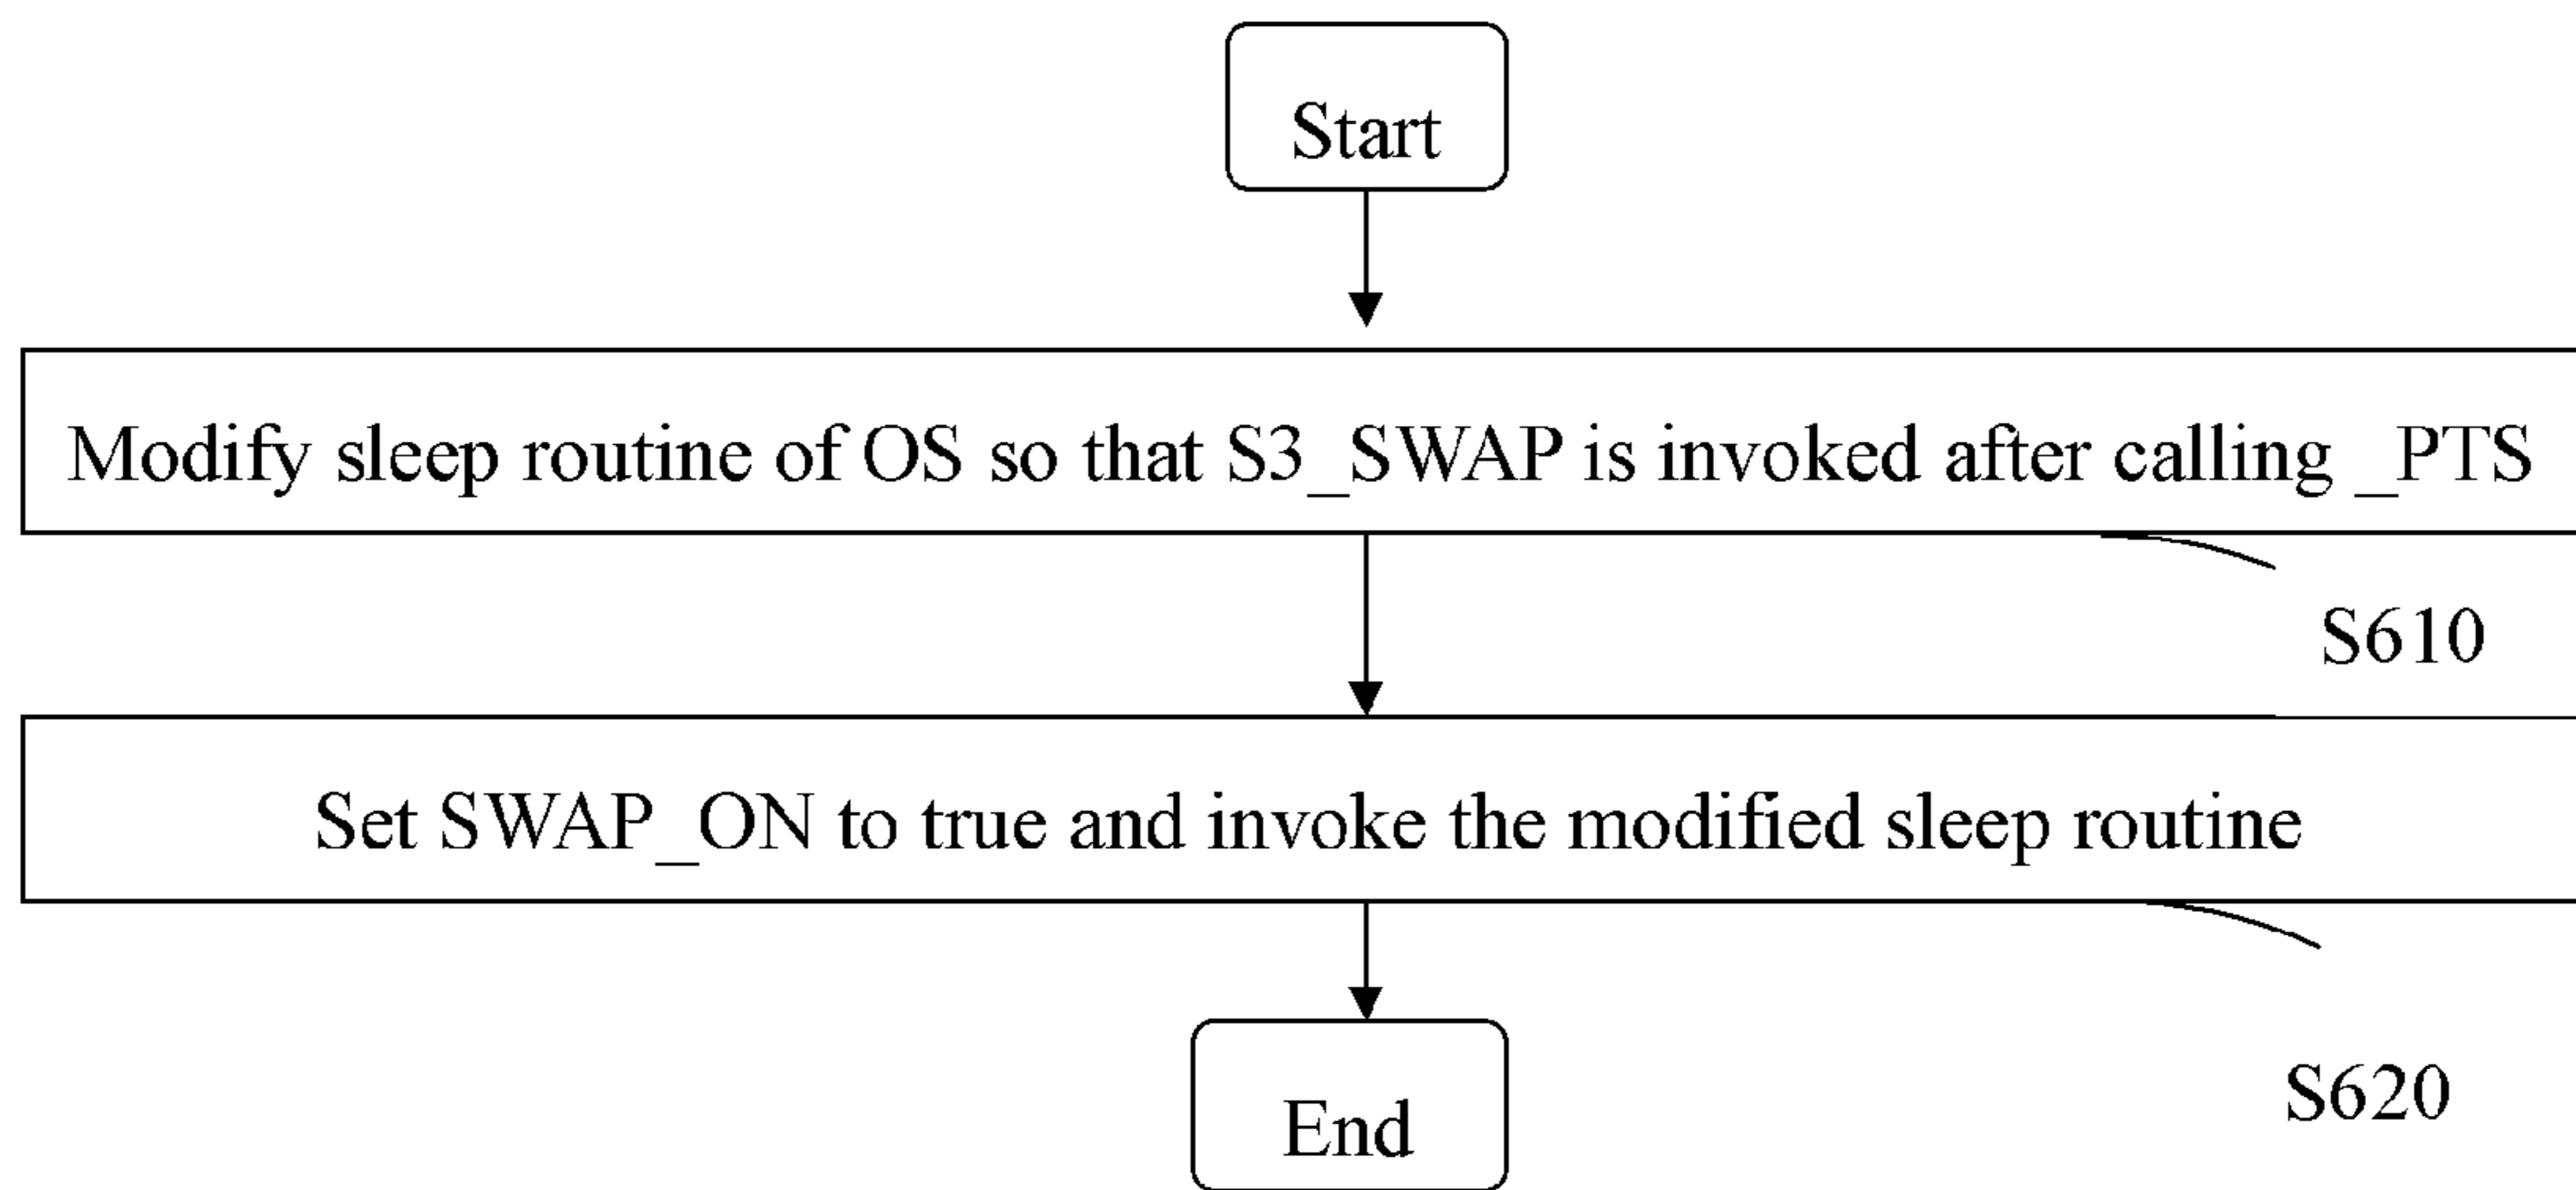 Start
Modify sleep routine of OS so that S3_SWAP is invoked after calling _PTS
S610
Set SWAP_ON to true and invoke the modified sleep routine
End
S620